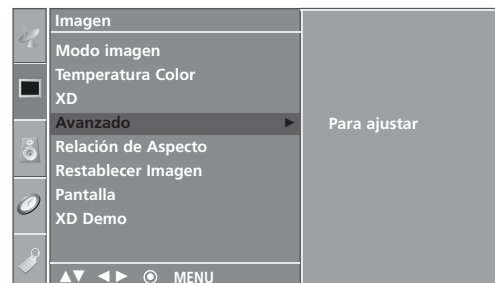 Imagen
Modo imagen
Temperatura Color
XD
Avanzado ► Para ajustar
Relación de Aspecto
Restablecer Imagen
Pantalla
XD Demo
▲▼ ◄► ◉ MENU